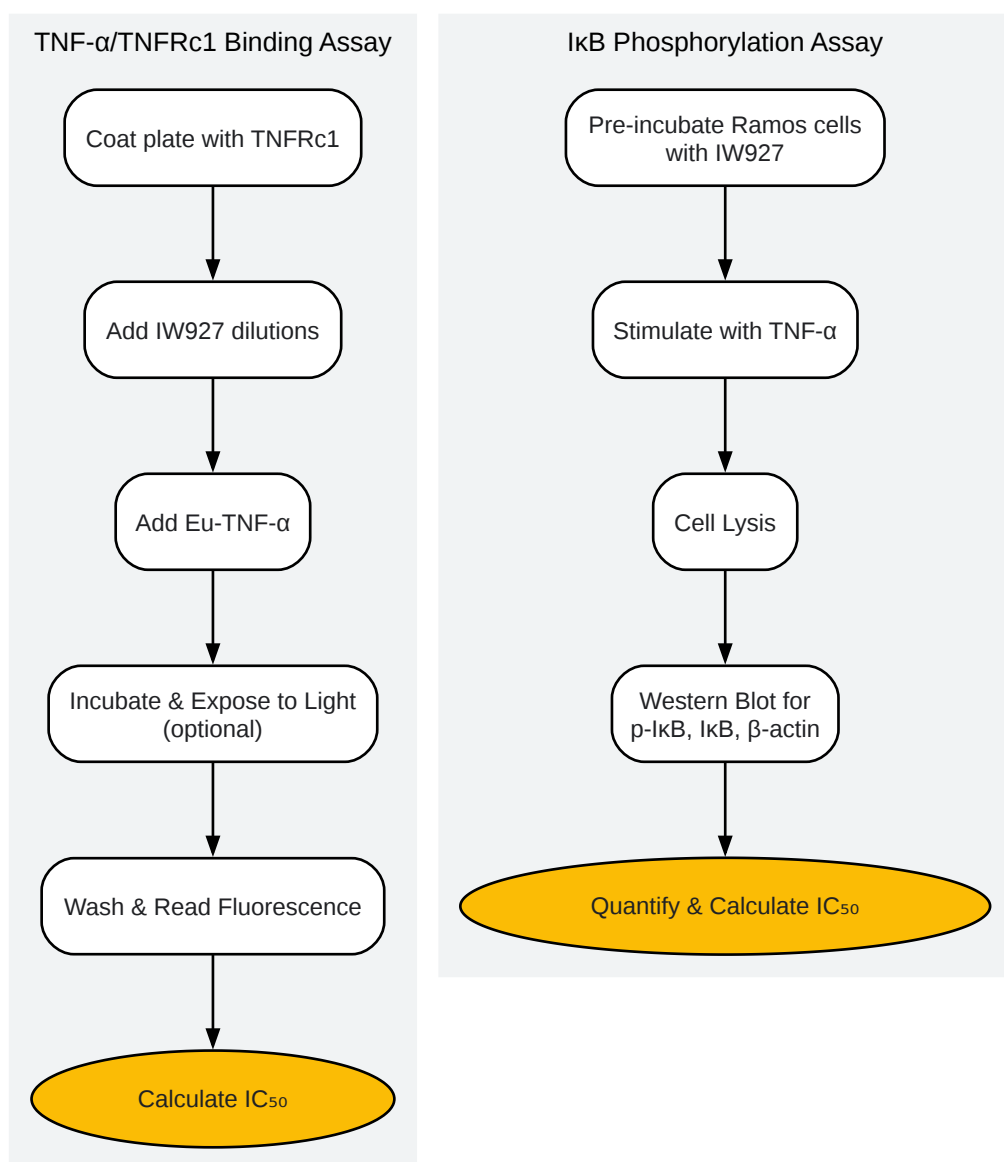 TNF-α/TNFRc1 Binding Assay
Coat plate with TNFRc1
Add IW927 dilutions
Add Eu-TNF-α
Incubate & Expose to Light
(optional)
Wash & Read Fluorescence
Calculate IC₅₀
IκB Phosphorylation Assay
Pre-incubate Ramos cells
with IW927
Stimulate with TNF-α
Cell Lysis
Western Blot for
p-IκB, IκB, β-actin
Quantify & Calculate IC₅₀